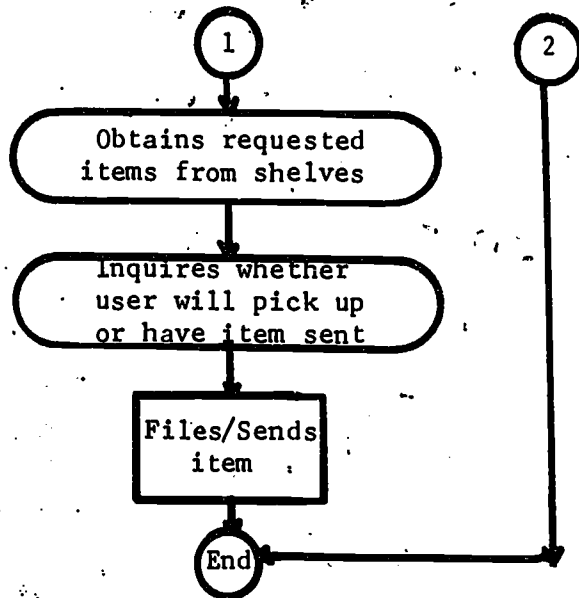 1
2
Obtains requested
items from shelves
Inquires whether
user will pick up
or have item sent
Files/Sends
item
End